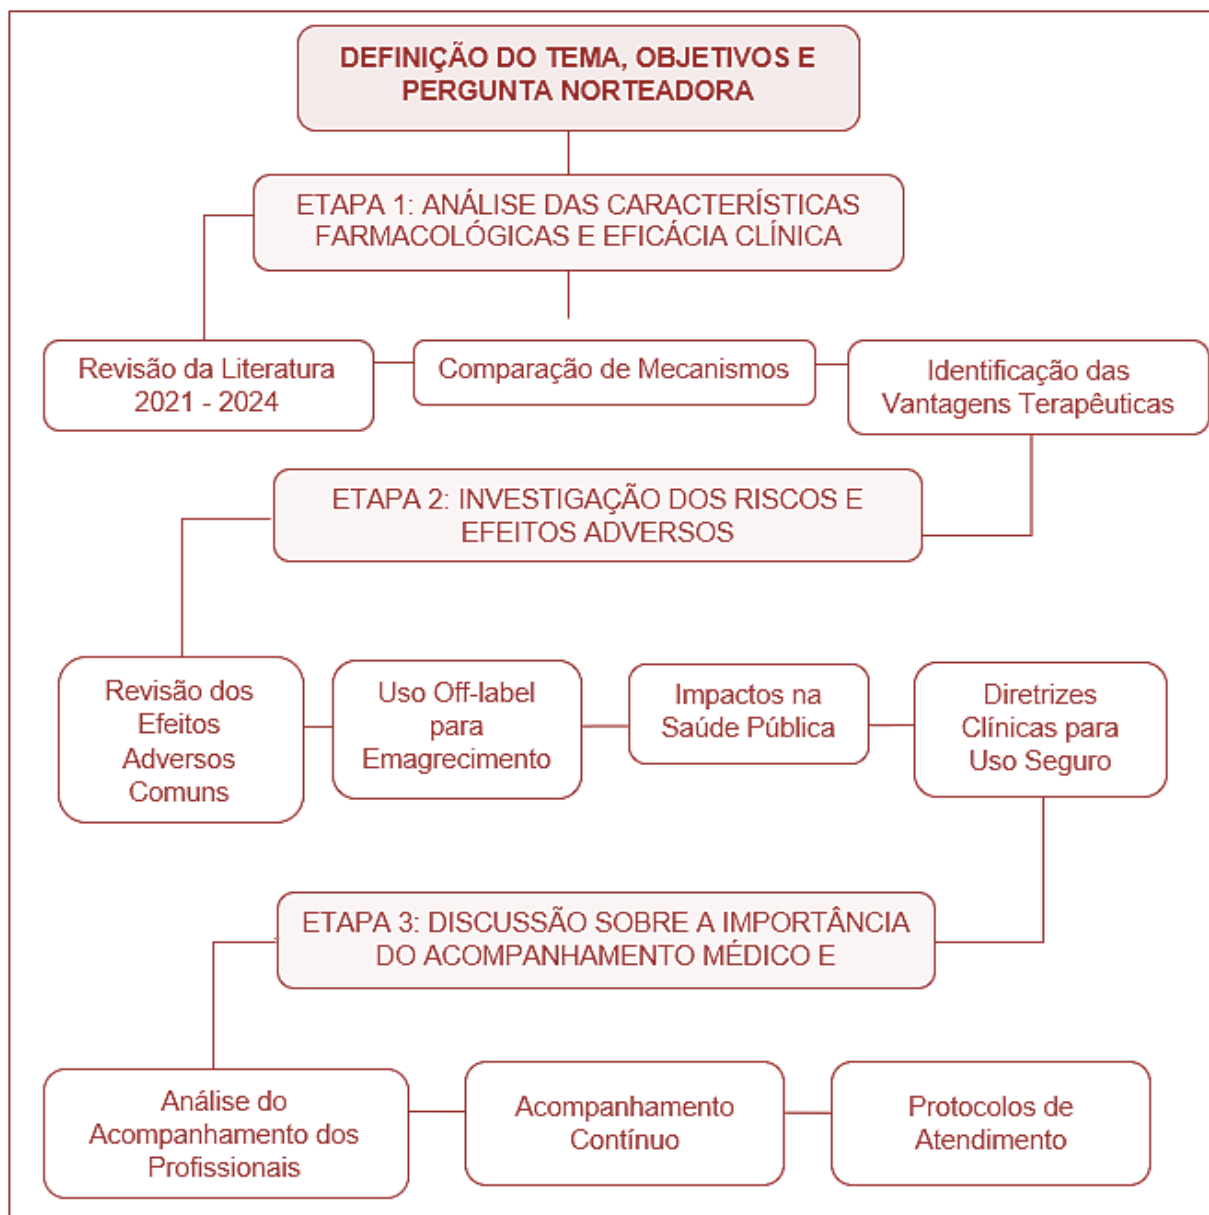 DEFINIÇÃO DO TEMA, OBJETIVOS E
PERGUNTA NORTEADORA
ETAPA 1: ANÁLISE DAS CARACTERÍSTICAS
FARMACOLÓGICAS E EFICÁCIA CLÍNICA
Revisão da Literatura
2021 - 2024
Comparação de Mecanismos
Identificação das
Vantagens Terapêuticas
ETAPA 2: INVESTIGAÇÃO DOS RISCOS E
EFEITOS ADVERSOS
Revisão dos
Efeitos
Adversos
Comuns
Uso Off-label
para
Emagrecimento
Impactos na
Saúde Pública
Diretrizes
Clínicas para
Uso Seguro
ETAPA 3: DISCUSSÃO SOBRE A IMPORTÂNCIA
DO ACOMPANHAMENTO MÉDICO E
Análise do
Acompanhamento dos
Profissionais
Acompanhamento
Contínuo
Protocolos de
Atendimento